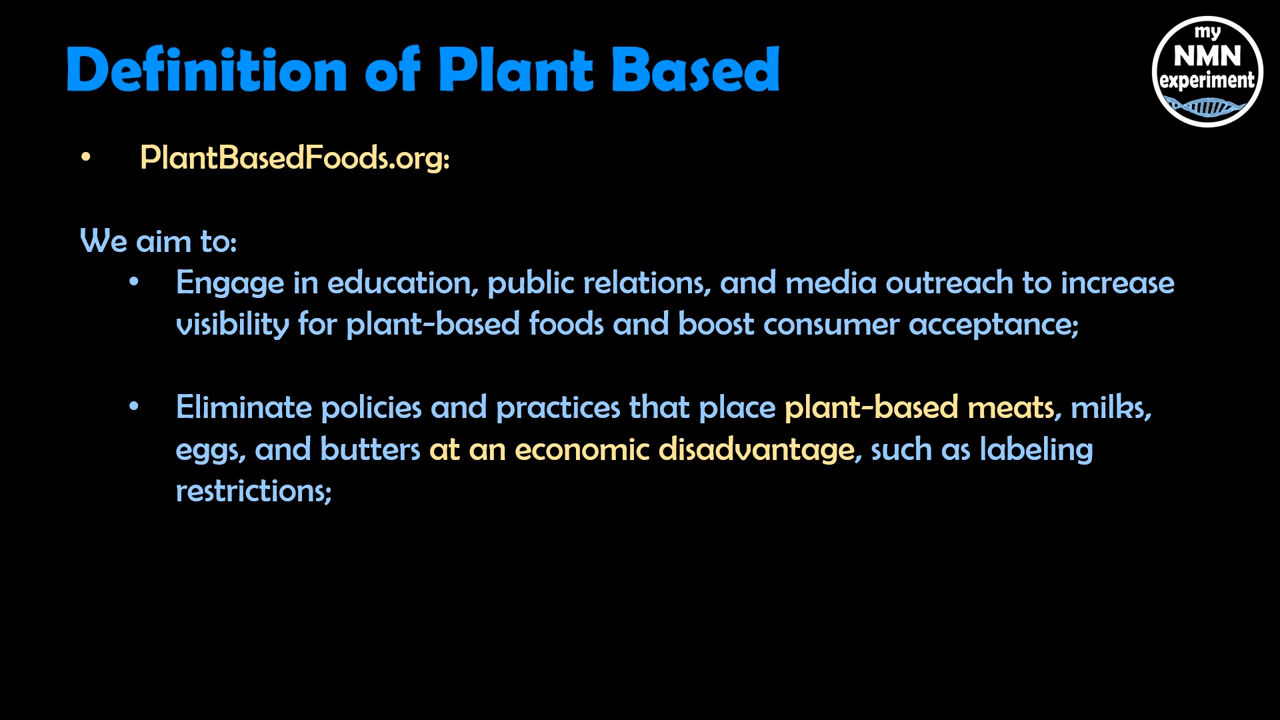 Definition of Plant Based
my
NMN
experiment
• PlantBasedFoods.org:
We aim to:
• Engage in education, public relations, and media outreach to increase
visibility for plant-based foods and boost consumer acceptance;
• Eliminate policies and practices that place plant-based meats, milks,
eggs, and butters at an economic disadvantage, such as labeling
restrictions;